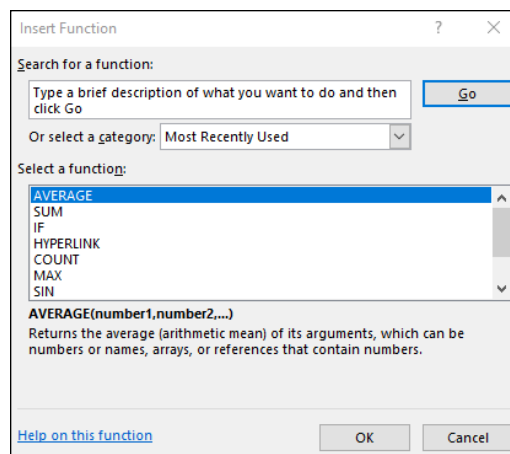 Insert Function
?
Search for a function:
Type a brief description of what you want to do and then
click Go
Go
Or select a category: Most Recently Used
Select a function:
AVERAGE
SUM
IF
HYPERLINK
COUNT
MAX
SIN
AVERAGE(number1,number2,...)
Returns the average (arithmetic mean) of its arguments, which can be
numbers or names, arrays, or references that contain numbers.
Help on this function
OK
Cancel